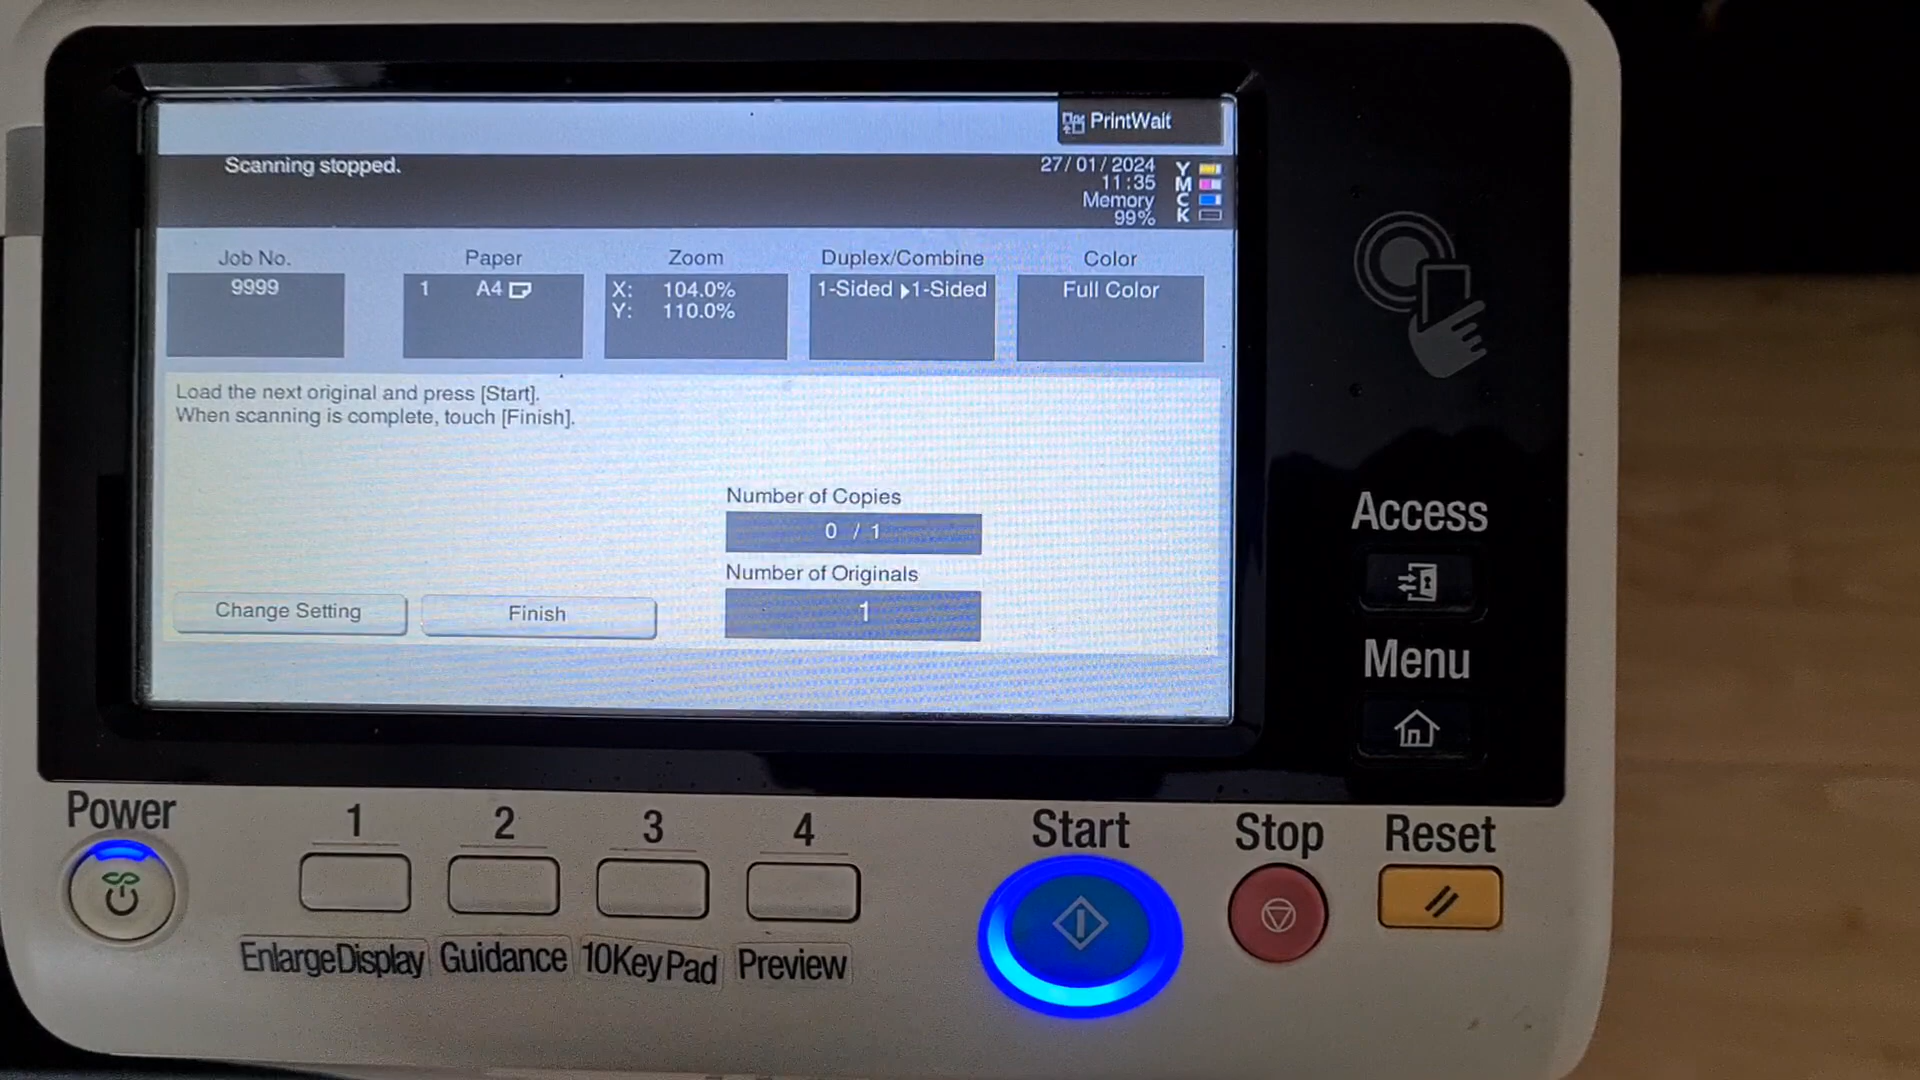 PrintWait
Scanning stopped.
27/01/2024
11:35
Memory
99%
Y
M
C
K
Job No.
9999
Paper
1 A4
Zoom
X: 104.0%
Y: 110.0%
Duplex/Combine
1-Sided ▶1-Sided
Color
Full Color
Load the next original and press [Start].
When scanning is complete, touch [Finish].
Number of Copies
0 / 1
Number of Originals
1
Change Setting
Finish
Access
Menu
Power
1
2
3
4
Start
Stop
Reset
EnlargeDisplay
Guidance
10Key Pad
Preview